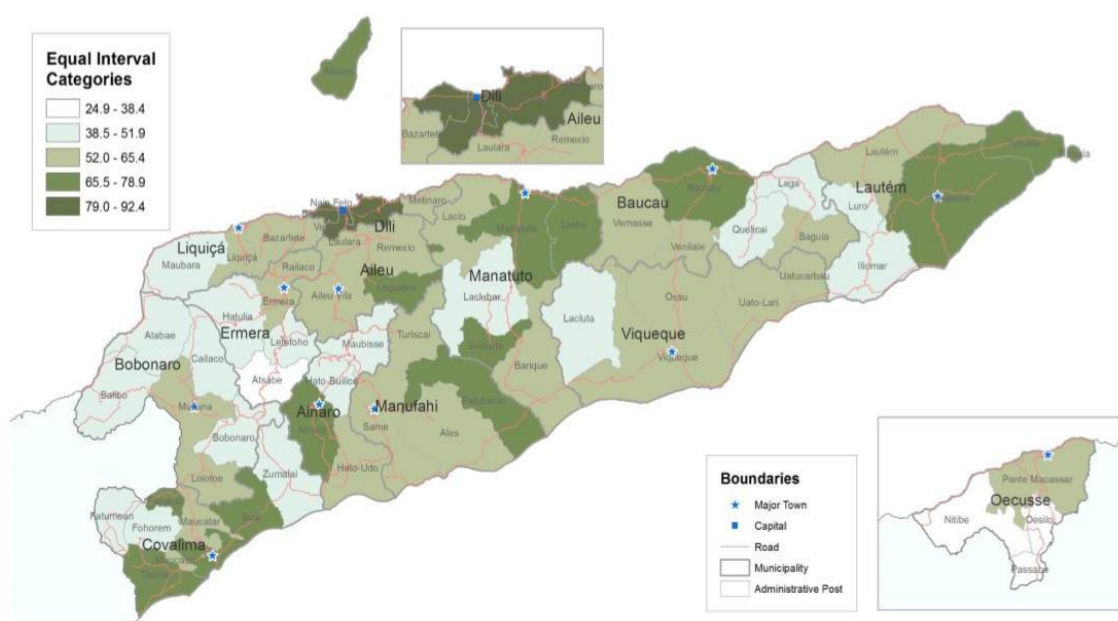 Equal Interval
Categories
24.9 - 38.4
38.5 - 51.9
52.0 - 65.4
65.5 - 78.9
79.0 - 92.4
Dili
Aileu
Bazartete
Laulara
Remexic
Lautém
Lautém
Laga
Luro
Baucau
Quelicai
Baguia
Vernasse
Venilale
Iliomar
Uatucarbau
Metinaro
Laclo
Nain Feto
Dili
Liquiçá
Liquiçá
Bazartete
Laulara
Remexio
Maubara
Railaco
Aileu
Manatuto
Ermera
Aileu Vila
Laclubar
Ossu
Uato-Lari
Hatulia
Lacluta
Viqueque
Viqueque
Atabae
Ermera
Letefoho
Maubisse
Turiscai
Barique
Bobonaro
Cailaco
Atsabe
Hato-Builico
Balibo
Ainaro
Manufahi
Same
Alas
Bobonaro
Zumalai
Hato-Udo
Lolotoe
Fatumean
Fohorem
Maucatar
Covalima
Boundaries
Major Town
Capital
Road
Municipality
Administrative Post
Pante Macassar
Oecusse
Nitibe
Oesilo
Passabe